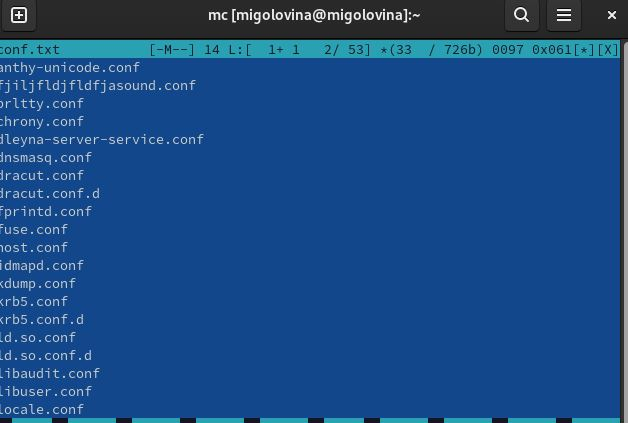 mc [migolovina@migolovina]:~
conf.txt [-M--] 14 L:[ 1+ 1 2/ 53] *(33 / 726b) 0097 0x061[*][X]
anthy-unicode.conf
fjiljfldjfldfjasound.conf
brltty.conf
chrony.conf
dleyna-server-service.conf
dnsmasq.conf
dracut.conf
dracut.conf.d
fprintd.conf
fuse.conf
host.conf
idmapd.conf
kdump.conf
krb5.conf
krb5.conf.d
ld.so.conf
ld.so.conf.d
libaudit.conf
libuser.conf
locale.conf